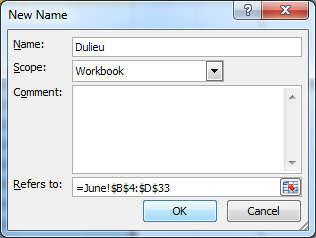 New Name
Name: Dulieu
Scope: Workbook
Comment:
Refers to: =June!$B$4:$D$33
OK Cancel